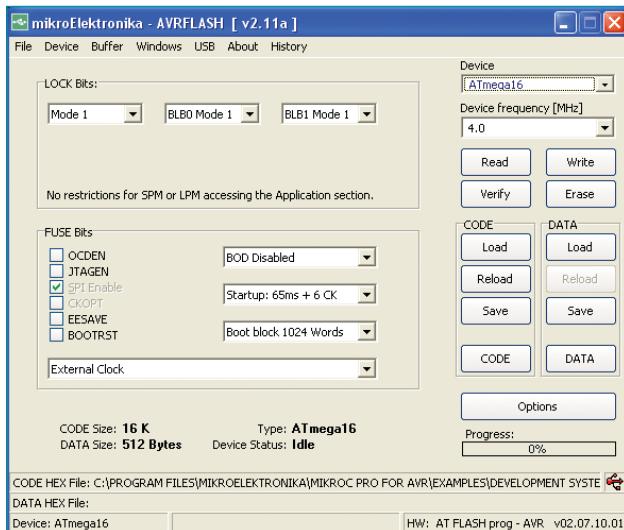 mikroElektronika - AVRFLASH [ v2.11a ]
File Device Buffer Windows USB About History
LOCK Bits:
Mode 1 BLB0 Mode 1 BLB1 Mode 1
No restrictions for SPM or LPM accessing the Application section.
FUSE Bits
OCDEN
JTAGEN
SPI Enable
CKOPT
EESAVE
BOOTRST
BOD Disabled
Startup: 65ms + 6 CK
Boot block 1024 Words
External Clock
CODE Size: 16 K Type: ATmega16
DATA Size: 512 Bytes Device Status: Idle
Device
ATmega16
Device frequency [MHz]
4.0
Read Write
Verify Erase
CODE DATA
Load Load
Reload Reload
Save Save
CODE DATA
Options
Progress:
0%
CODE HEX File: C:\PROGRAM FILES\MIKROELEKTRONIKA\MIKROC PRO FOR AVR\EXAMPLES\DEVELOPMENT SYSTE
DATA HEX File:
Device: ATmega16 HW: AT FLASH prog - AVR v02.07.10.01